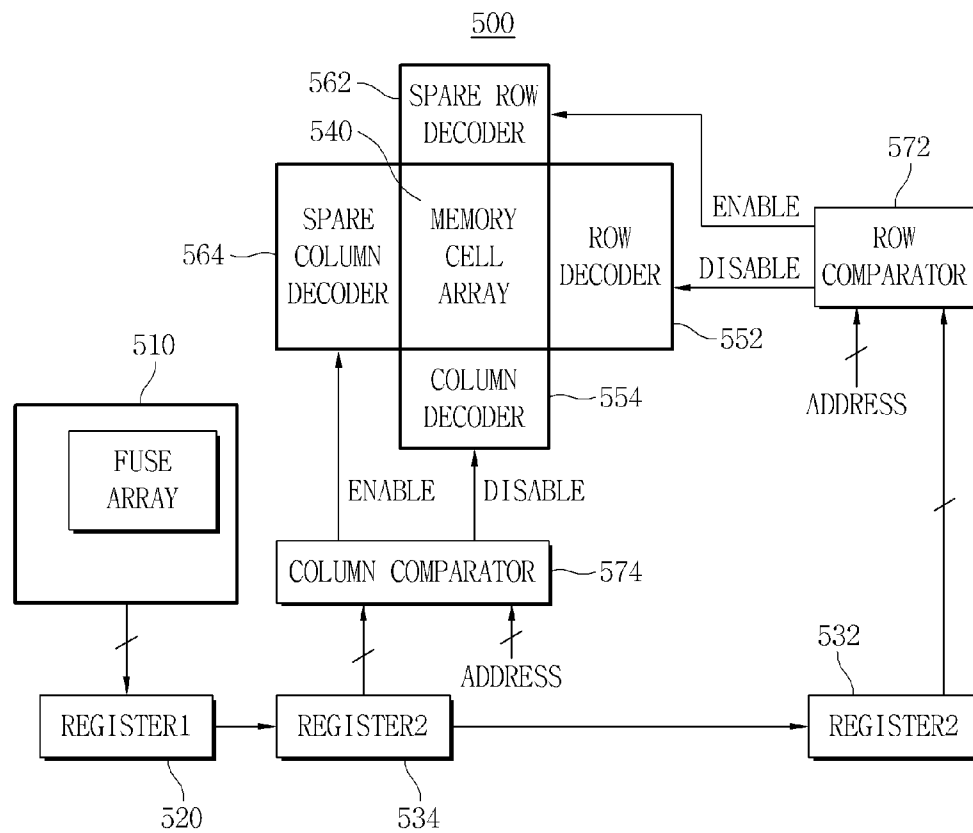 500
562
SPARE ROW
DECODER
540
572
SPARE
COLUMN
DECODER
MEMORY
CELL
ARRAY
ROW
DECODER
ENABLE
DISABLE
ROW
COMPARATOR
564
552
510
COLUMN
DECODER
554
ADDRESS
FUSE
ARRAY
ENABLE
DISABLE
COLUMN COMPARATOR
574
ADDRESS
532
REGISTER1
REGISTER2
REGISTER2
520
534